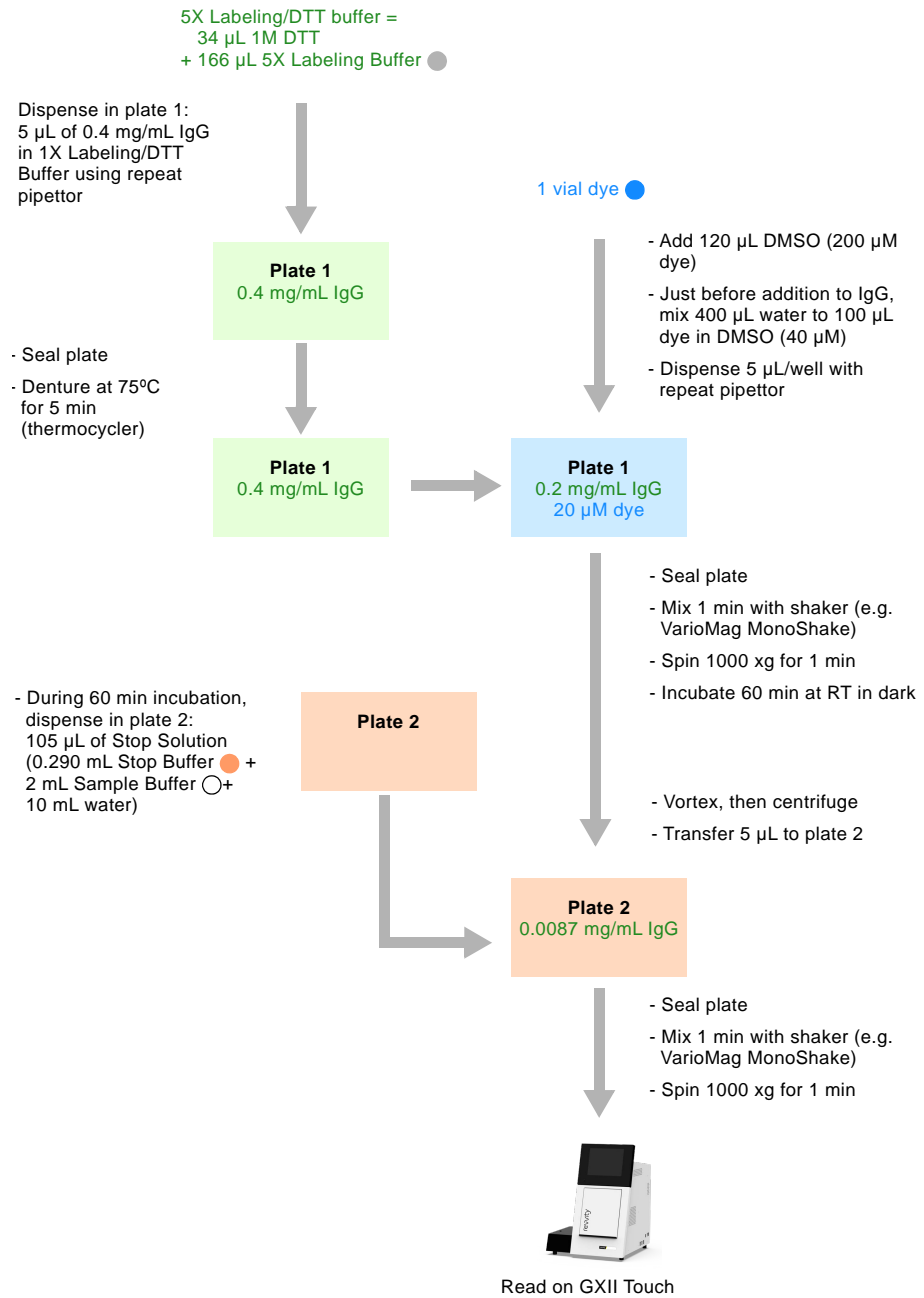 5X Labeling/DTT buffer =
34 µL 1M DTT
+ 166 µL 5X Labeling Buffer
Dispense in plate 1:
5 µL of 0.4 mg/mL IgG
in 1X Labeling/DTT
Buffer using repeat
pipettor
1 vial dye
- Add 120 µL DMSO (200 µM
dye)
- Just before addition to IgG,
mix 400 µL water to 100 µL
dye in DMSO (40 µM)
- Dispense 5 µL/well with
repeat pipettor
Plate 1
0.4 mg/mL IgG
- Seal plate
- Denture at 75ºC
for 5 min
(thermocycler)
Plate 1
0.4 mg/mL IgG
Plate 1
0.2 mg/mL IgG
20 µM dye
- Seal plate
- Mix 1 min with shaker (e.g.
VarioMag MonoShake)
- Spin 1000 xg for 1 min
- Incubate 60 min at RT in dark
- During 60 min incubation,
dispense in plate 2:
105 µL of Stop Solution
(0.290 mL Stop Buffer +
2 mL Sample Buffer +
10 mL water)
Plate 2
- Vortex, then centrifuge
- Transfer 5 µL to plate 2
Plate 2
0.0087 mg/mL IgG
- Seal plate
- Mix 1 min with shaker (e.g.
VarioMag MonoShake)
- Spin 1000 xg for 1 min
revvity
Read on GXII Touch